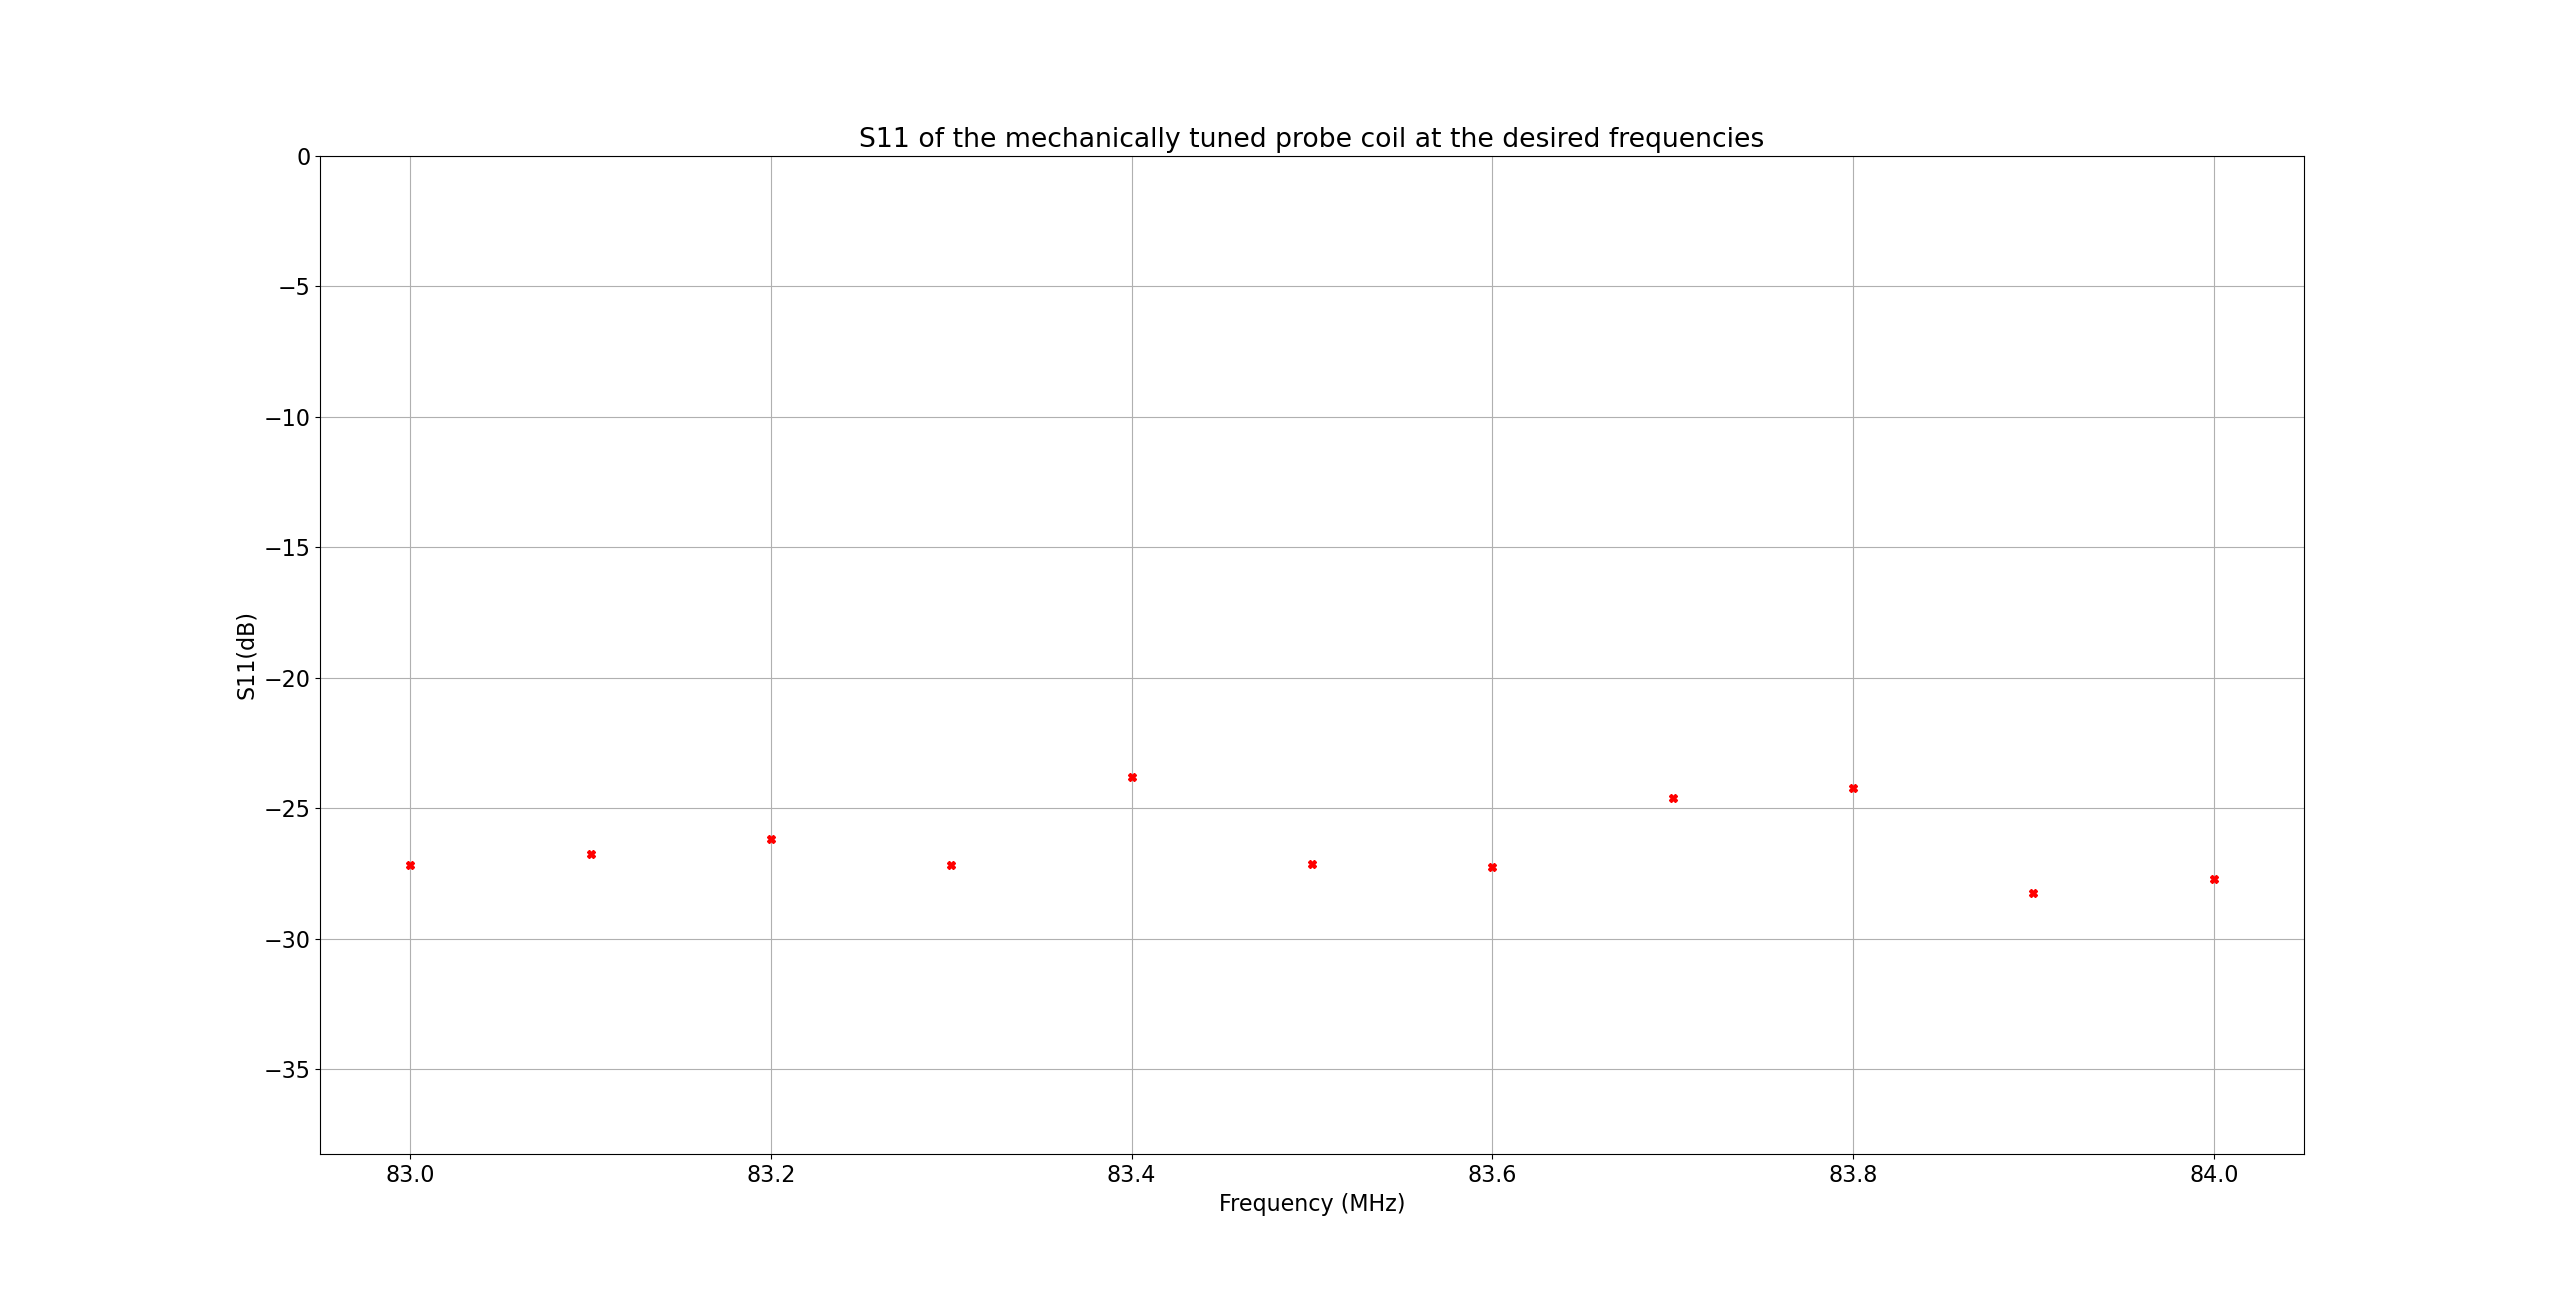 S11 of the mechanically tuned probe coil at the desired frequencies
0
−5
−10
−15
−20
−25
−30
−35
S11(dB)
83.0 83.2 83.4 83.6 83.8 84.0
Frequency (MHz)